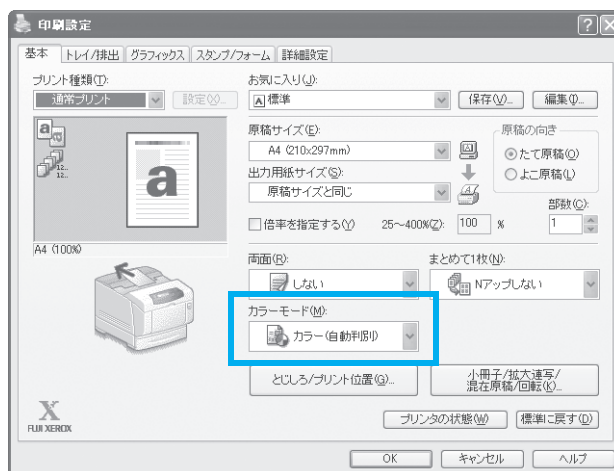 印刷設定
基本 トレイ/排出 グラフィックス スタンプ/フォーム 詳細設定
プリント種類(T):
通常プリント 設定(X)...
お気に入り(J):
A 標準 保存(V)... 編集(I)...
原稿サイズ(E):
A4 (210x297mm)
出力用紙サイズ(S):
原稿サイズと同じ
原稿の向き
たて原稿(O)
よこ原稿(L)
倍率を指定する(Y) 25~400%(Z): 100 %
部数(C):
1
a
A4 (100%)
両面(R):
しない
まとめて1枚(N):
Nアップしない
カラーモード(M):
カラー(自動判別)
とじしろ/プリント位置(G)...
小冊子/拡大連写/
混在原稿/回転(K)...
X
FUJI XEROX
プリンタの状態(W) 標準に戻す(D)
OK キャンセル ヘルプ